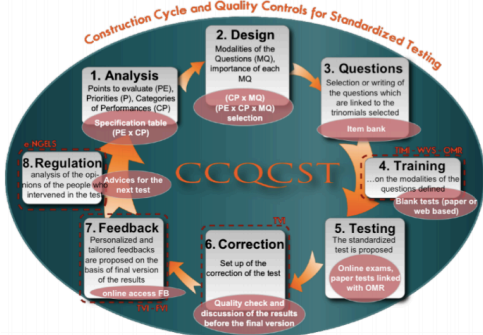 Construction Cycle and Quality Controls for Standardized Testing
1. Analysis
Points to evaluate (PE),
Priorities (P), Categories
of Performances (CP)
Specification table
(PE x CP)
2. Design
Modalities of the
Questions (MQ),
importance of each
MQ
(CP x MQ)
(PE x CP x MQ)
selection
3. Questions
Selection or writing of
the questions which
are linked to the
trinomials selected
Item bank
4. Training
...on the modalities of the
questions defined
Blank tests (paper or
web based)
5. Testing
The standardized
test is proposed
Online exams,
paper tests linked
with OMR
6. Correction
Set up of the
correction of the test
Quality check and
discussion of the results
before the final version
7. Feedback
Personalized and
tailored feedbacks
are proposed on the
basis of final version
of the results
online access FB
e NGELS
8. Regulation
analysis of the opi-
nions of the people who
intervened in the test
Advices for the
next test
CCQCST